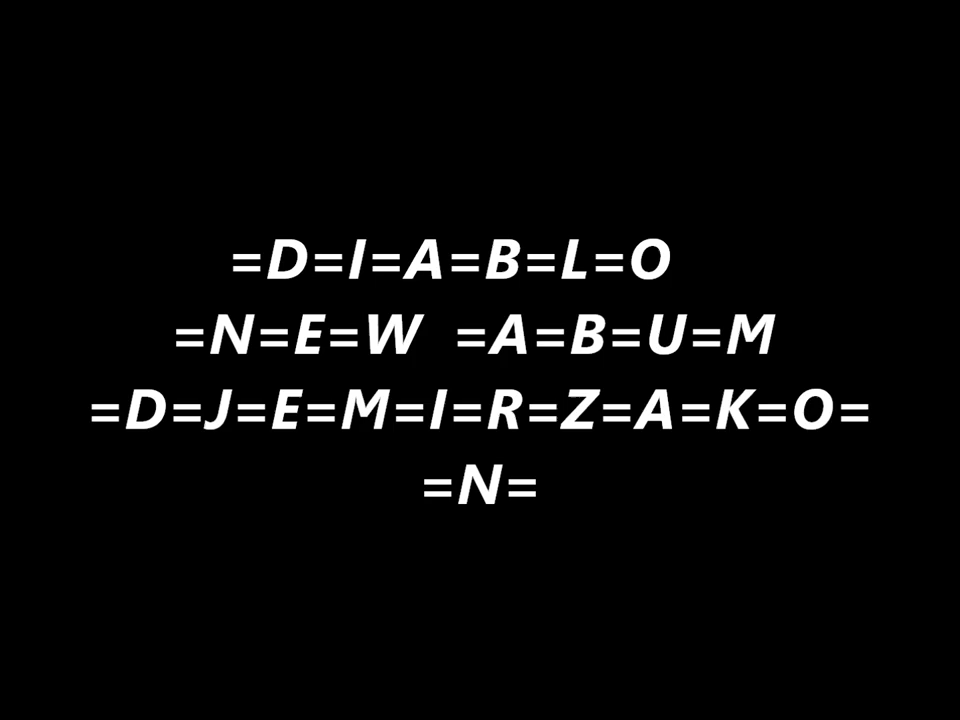 =D=I=A=B=L=O
=N=E=W =A=B=U=M
=D=J=E=M=I=R=Z=A=K=O=
=N=